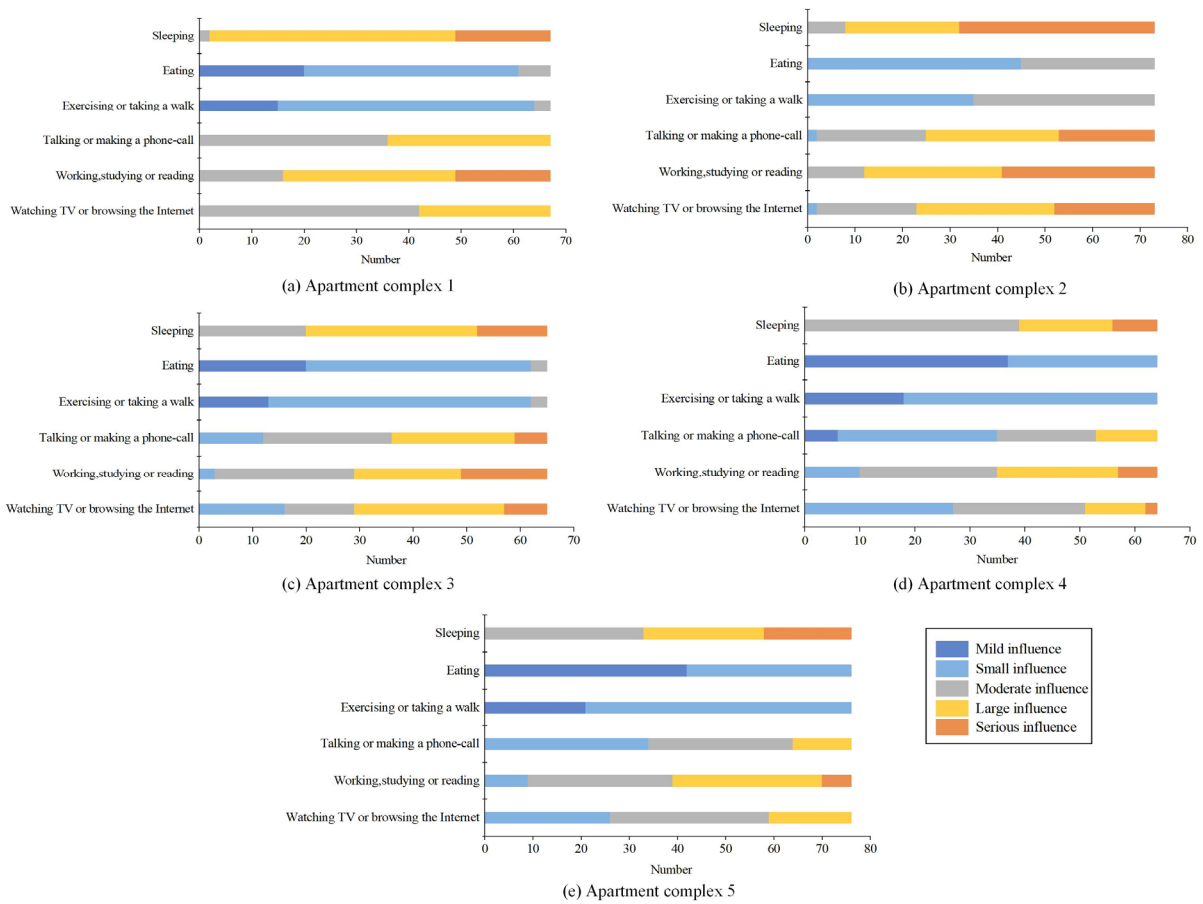 Sleeping
Eating
Exercising or taking a walk
Talking or making a phone-call
Working,studying or reading
Watching TV or browsing the Internet
0 10 20 30 40 50 60 70
Number
(a) Apartment complex 1
Sleeping
Eating
Exercising or taking a walk
Talking or making a phone-call
Working,studying or reading
Watching TV or browsing the Internet
0 10 20 30 40 50 60 70 80
Number
(b) Apartment complex 2
Sleeping
Eating
Exercising or taking a walk
Talking or making a phone-call
Working,studying or reading
Watching TV or browsing the Internet
0 10 20 30 40 50 60 70
Number
(c) Apartment complex 3
Sleeping
Eating
Exercising or taking a walk
Talking or making a phone-call
Working,studying or reading
Watching TV or browsing the Internet
0 10 20 30 40 50 60 70
Number
(d) Apartment complex 4
Sleeping
Eating
Exercising or taking a walk
Talking or making a phone-call
Working,studying or reading
Watching TV or browsing the Internet
0 10 20 30 40 50 60 70 80
Number
(e) Apartment complex 5
Mild influence
Small influence
Moderate influence
Large influence
Serious influence